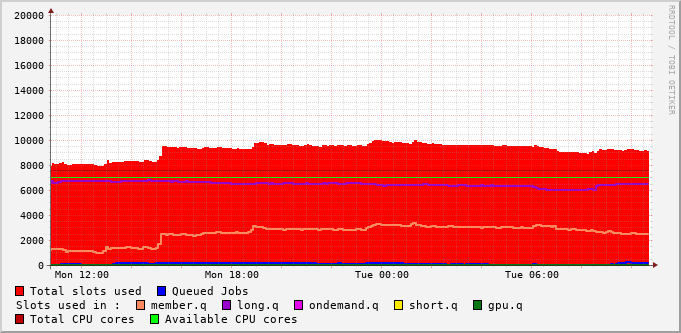 20000
18000
16000
14000
12000
10000
8000
6000
4000
2000
0
Mon 12:00 Mon 18:00 Tue 00:00 Tue 06:00
RRDTOOL / TOBI OETIKER
Total slots used Queued Jobs
Slots used in : member.q long.q ondemand.q short.q gpu.q
Total CPU cores Available CPU cores